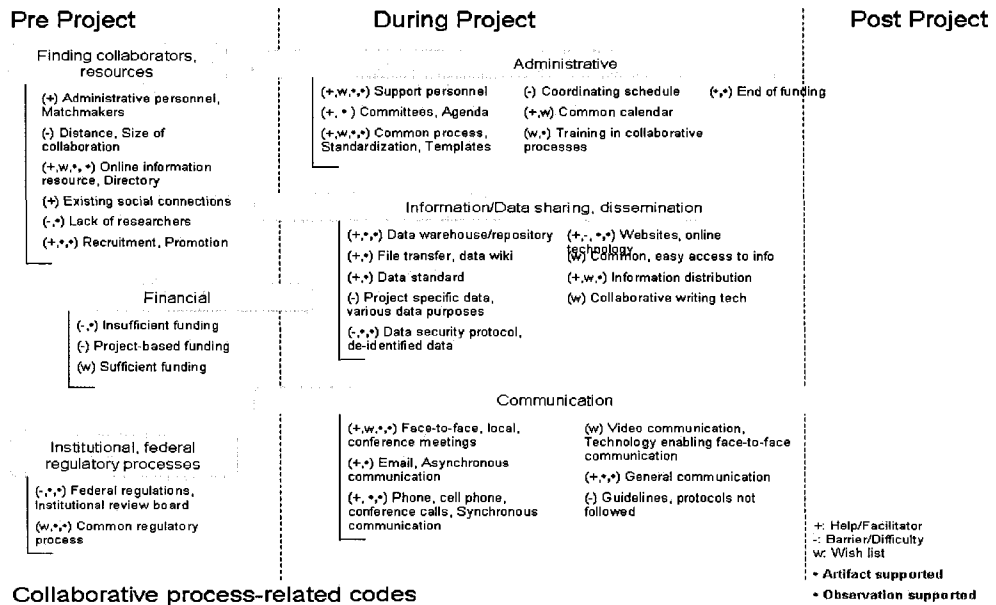 Pre Project
During Project
Post Project
Finding collaborators,
resources
(+) Administrative personnel,
Matchmakers
(-) Distance, Size of
collaboration
(+,w,•,•) Online information
resource, Directory
(+) Existing social connections
(-,•) Lack of researchers
(+,•,•) Recruitment, Promotion
Financial
(-,•) Insufficient funding
(-) Project-based funding
(w) Sufficient funding
Institutional, federal
regulatory processes
(-,•,•) Federal regulations,
Institutional review board
(w,•,•) Common regulatory
process
Administrative
(+,w,•,•) Support personnel
(+, •) Committees, Agenda
(+,w,•,•) Common process,
Standardization, Templates
(-) Coordinating schedule
(+,w) Common calendar
(w,•) Training in collaborative
processes
(•,•) End of funding
Information/Data sharing, dissemination
(+,•,•) Data warehouse/repository
(+,•) File transfer, data wiki
(+,•) Data standard
(-) Project specific data,
various data purposes
(-,•,•) Data security protocol,
de-identified data
(+,-, •,•) Websites, online
technology
(w) Common, easy access to info
(+,w,•) Information distribution
(w) Collaborative writing tech
Communication
(+,w,•,•) Face-to-face, local,
conference meetings
(+,•) Email, Asynchronous
communication
(+, •,•) Phone, cell phone,
conference calls, Synchronous
communication
(w) Video communication,
Technology enabling face-to-face
communication
(+,•,•) General communication
(-) Guidelines, protocols not
followed
+: Help/Facilitator
-: Barrier/Difficulty
w: Wish list
• Artifact supported
• Observation supported
Collaborative process-related codes